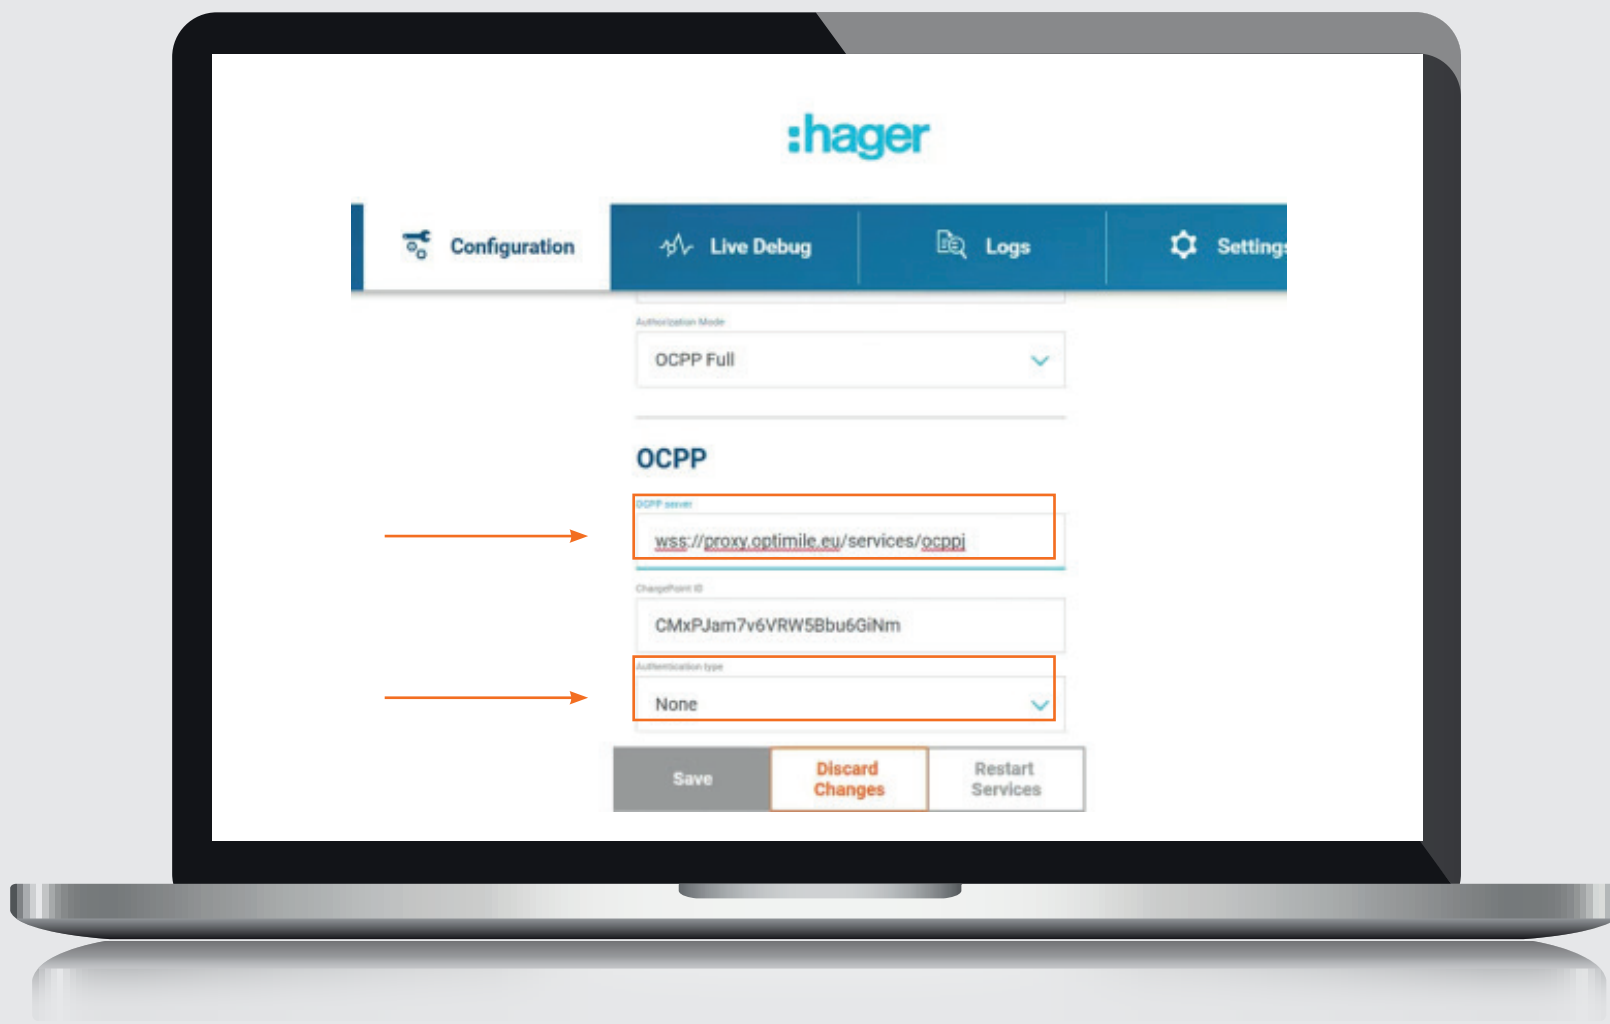 :hager
Configuration
Live Debug
Logs
Settings
Authorization Mode
OCPP Full
OCPP
OCPP server
wss://proxy.optimile.eu/services/ocppj
ChargePoint ID
CMxPJam7v6VRW5Bbu6GiNm
Authentication type
None
Save
Discard
Changes
Restart
Services